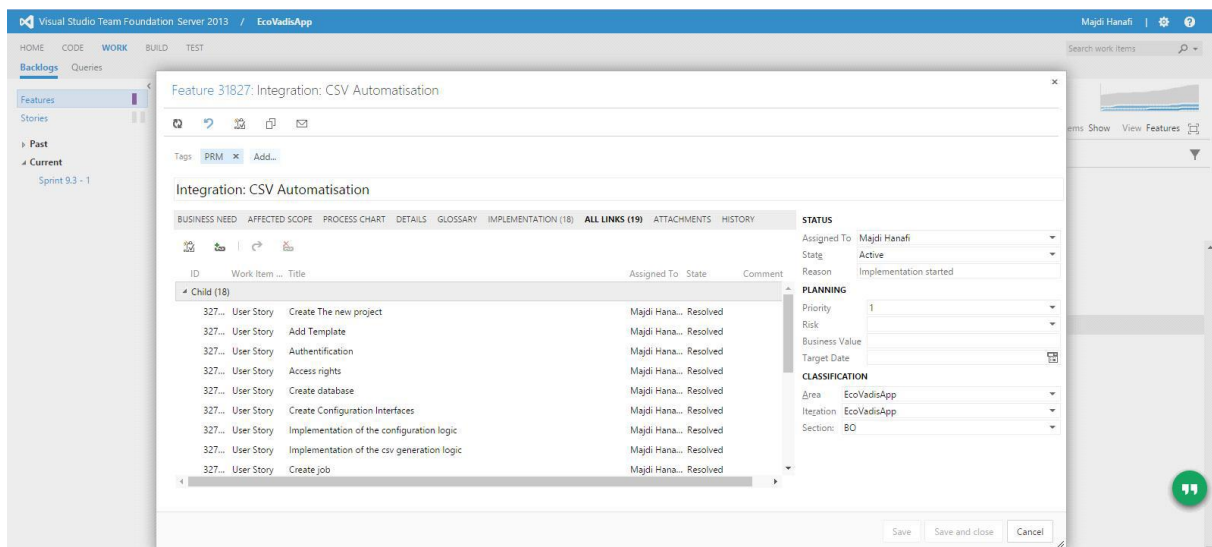 Visual Studio Team Foundation Server 2013 / EcoVadisApp
Majdi Hanafi |
HOME CODE WORK BUILD TEST
Search work items
Backlogs Queries
Features
Stories
Past
Current
Sprint 9.3 - 1
ems Show View Features
Feature 31827: Integration: CSV Automatisation
Tags PRM × Add...
Integration: CSV Automatisation
BUSINESS NEED AFFECTED SCOPE PROCESS CHART DETAILS GLOSSARY IMPLEMENTATION (18) ALL LINKS (19) ATTACHMENTS HISTORY
ID Work Item ... Title Assigned To State Comment
Child (18)
327... User Story Create The new project Majdi Hana... Resolved
327... User Story Add Template Majdi Hana... Resolved
327... User Story Authentification Majdi Hana... Resolved
327... User Story Access rights Majdi Hana... Resolved
327... User Story Create database Majdi Hana... Resolved
327... User Story Create Configuration Interfaces Majdi Hana... Resolved
327... User Story Implementation of the configuration logic Majdi Hana... Resolved
327... User Story Implementation of the csv generation logic Majdi Hana... Resolved
327... User Story Create job Majdi Hana... Resolved
STATUS
Assigned To Majdi Hanafi
State Active
Reason Implementation started
PLANNING
Priority 1
Risk
Business Value
Target Date
CLASSIFICATION
Area EcoVadisApp
Iteration EcoVadisApp
Section: BO
Save Save and close Cancel